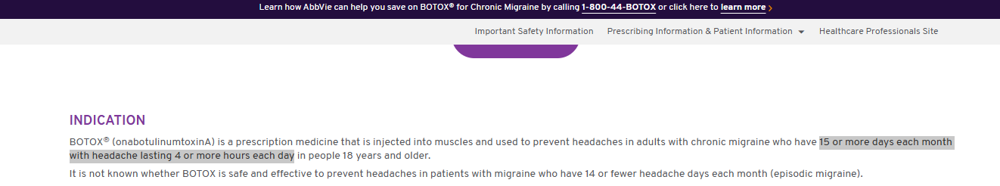 Learn how AbbVie can help you save on BOTOX® for Chronic Migraine by calling 1-800-44-BOTOX or click here to learn more >
Important Safety Information Prescribing Information & Patient Information Healthcare Professionals Site
INDICATION
BOTOX® (onabotulinumtoxinA) is a prescription medicine that is injected into muscles and used to prevent headaches in adults with chronic migraine who have 15 or more days each month
with headache lasting 4 or more hours each day in people 18 years and older.
It is not known whether BOTOX is safe and effective to prevent headaches in patients with migraine who have 14 or fewer headache days each month (episodic migraine).